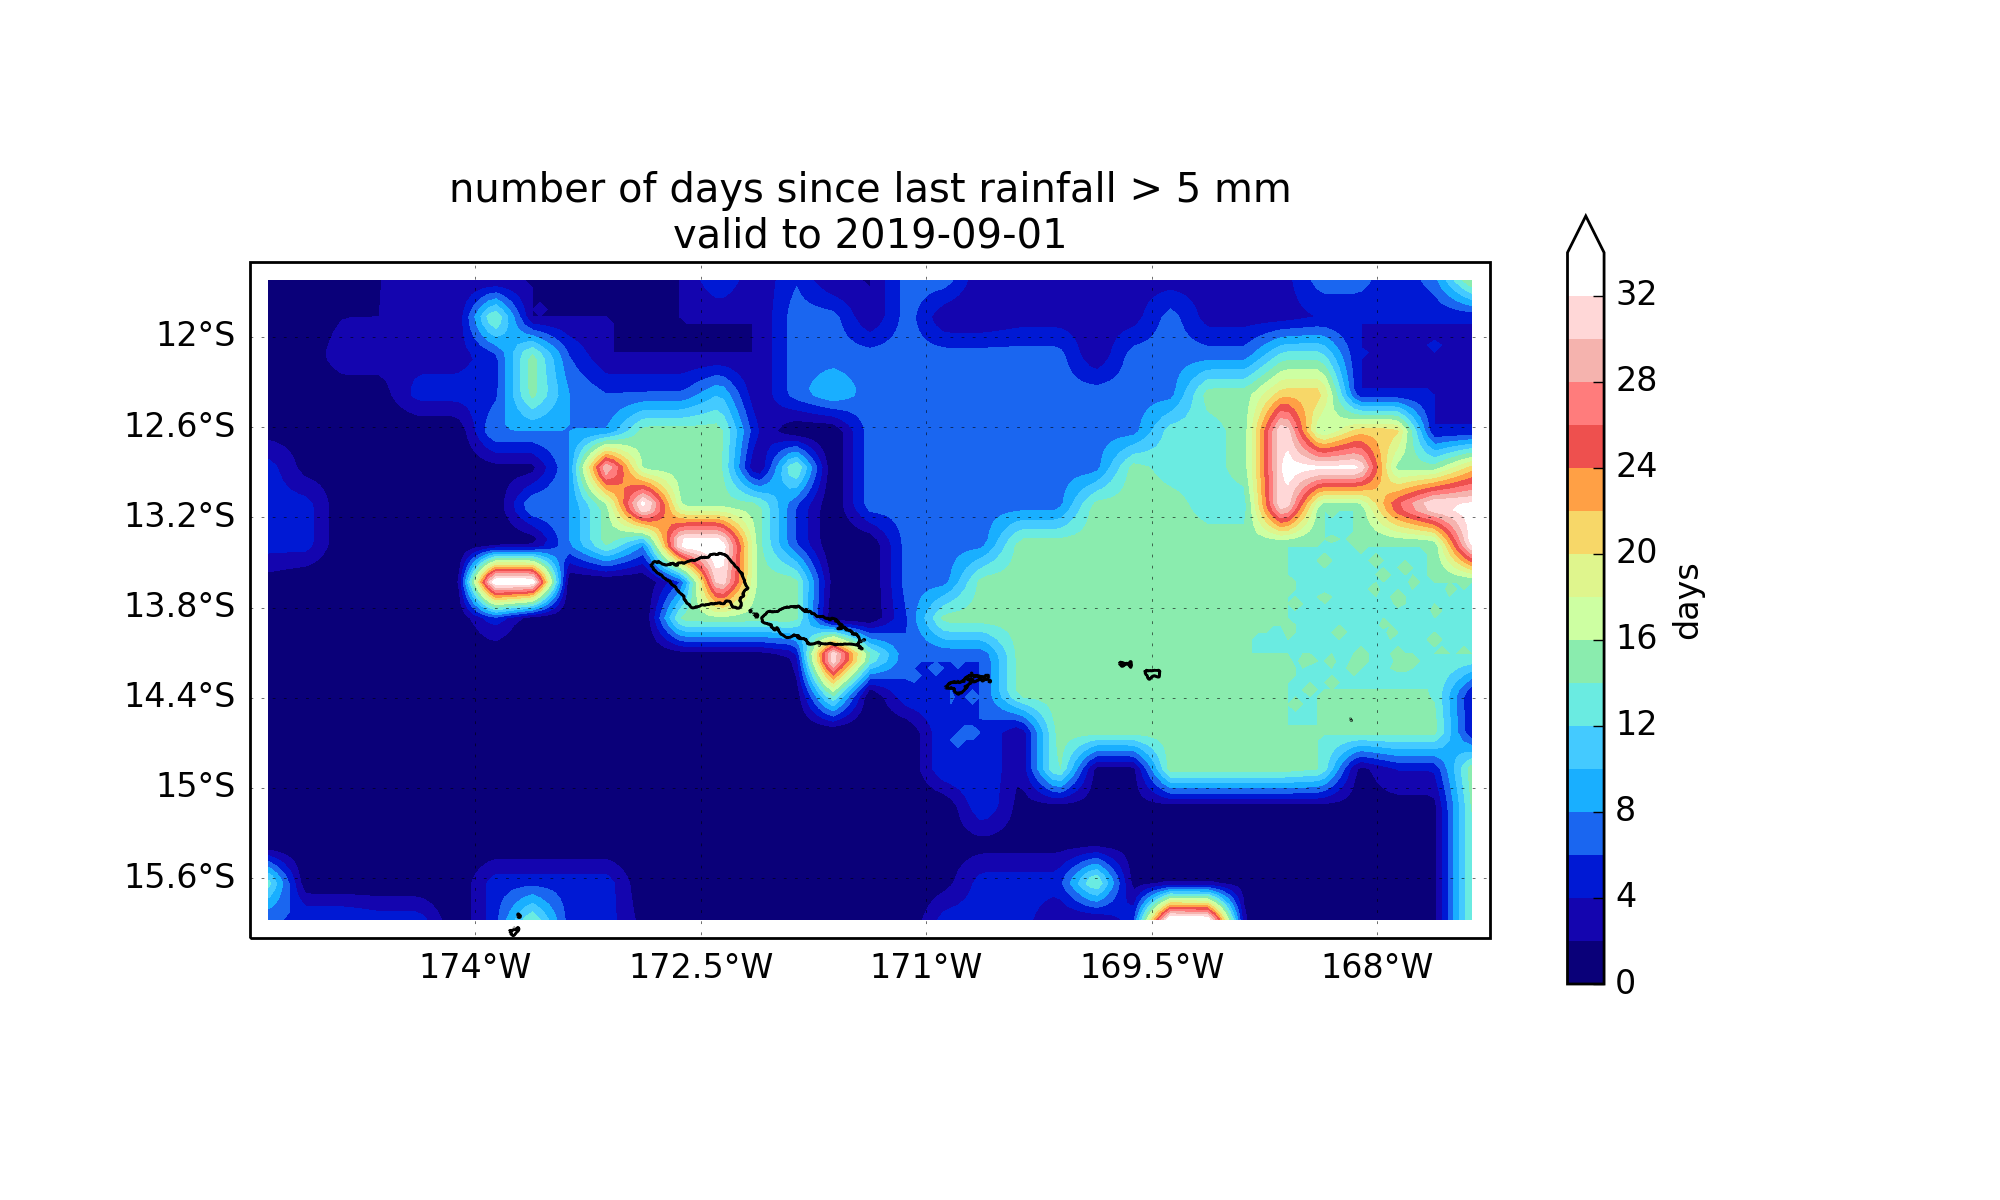 number of days since last rainfall > 5 mm
valid to 2019-09-01
12°S
12.6°S
13.2°S
13.8°S
14.4°S
15°S
15.6°S
174°W 172.5°W 171°W 169.5°W 168°W
32
28
24
20
16
12
8
4
0
days